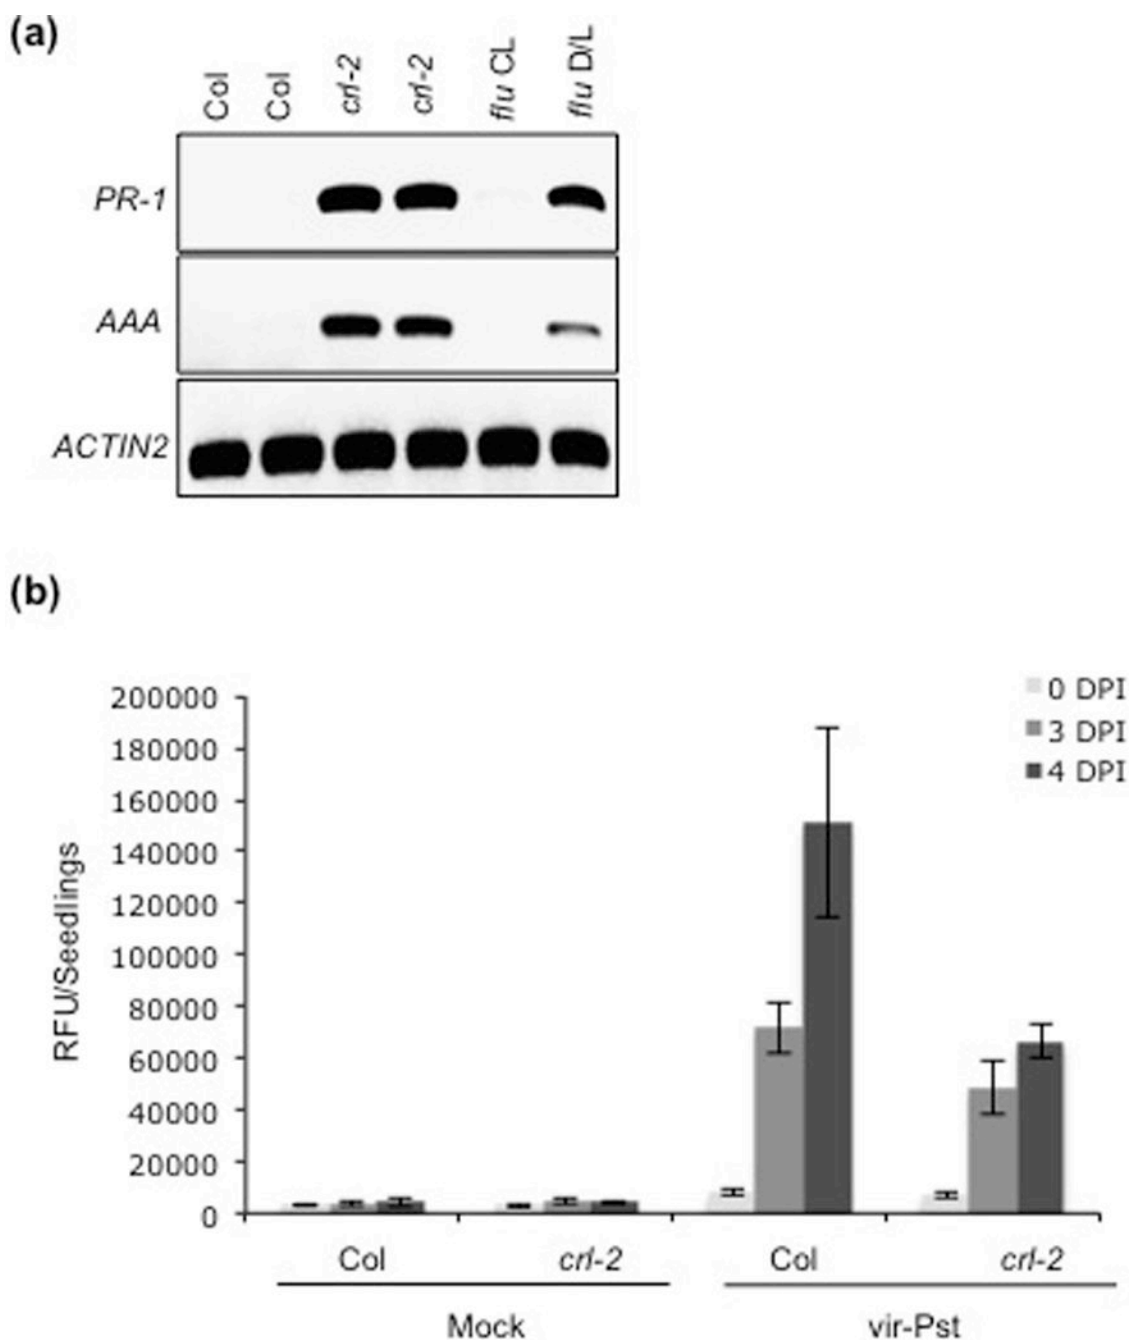 (a)
Col Col crl-2 crl-2 flu CL flu D/L
PR-1
AAA
ACTIN2
(b)
0 DPI
3 DPI
4 DPI
RFU/Seedlings
200000
180000
160000
140000
120000
100000
80000
60000
40000
20000
0
Col crl-2 Col crl-2
Mock vir-Pst